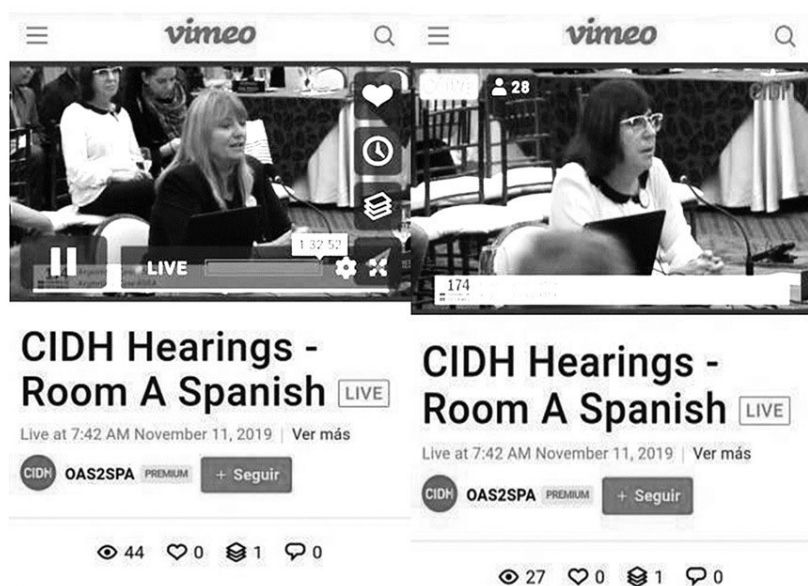 vimeo
1 32 52
LIVE
CIDH Hearings -
Room A Spanish LIVE
Live at 7:42 AM November 11, 2019 | Ver más
CIDH OAS2SPA PREMIUM + Seguir
44 0 1 0
vimeo
28
174
CIDH Hearings -
Room A Spanish LIVE
Live at 7:42 AM November 11, 2019 | Ver más
CIDH OAS2SPA PREMIUM + Seguir
27 0 1 0